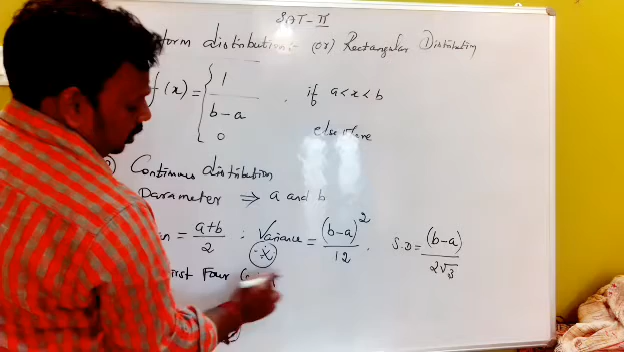 SAT-II
form distribution:- (or) Rectangular Distribution
f(x) = { 1/(b-a) , if a<x<b
0 elsewhere
Continuous distribution
Parameter ⇒ a and b
= a+b/2 ; Variance = (b-a)²/12 . S.D = (b-a)/2√3
irst Four